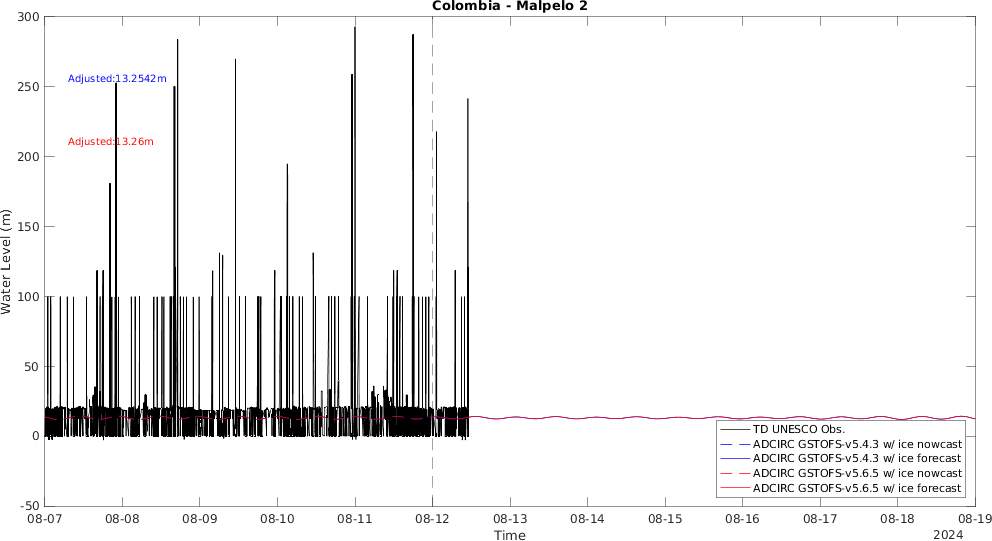 Colombia - Malpelo 2
300
250
200
150
100
50
0
-50
Water Level (m)
Adjusted:13.2542m
Adjusted:13.26m
TD UNESCO Obs.
ADCIRC GSTOFS-v5.4.3 w/ ice nowcast
ADCIRC GSTOFS-v5.4.3 w/ ice forecast
ADCIRC GSTOFS-v5.6.5 w/ ice nowcast
ADCIRC GSTOFS-v5.6.5 w/ ice forecast
08-07 08-08 08-09 08-10 08-11 08-12 08-13 08-14 08-15 08-16 08-17 08-18 08-19
Time
2024